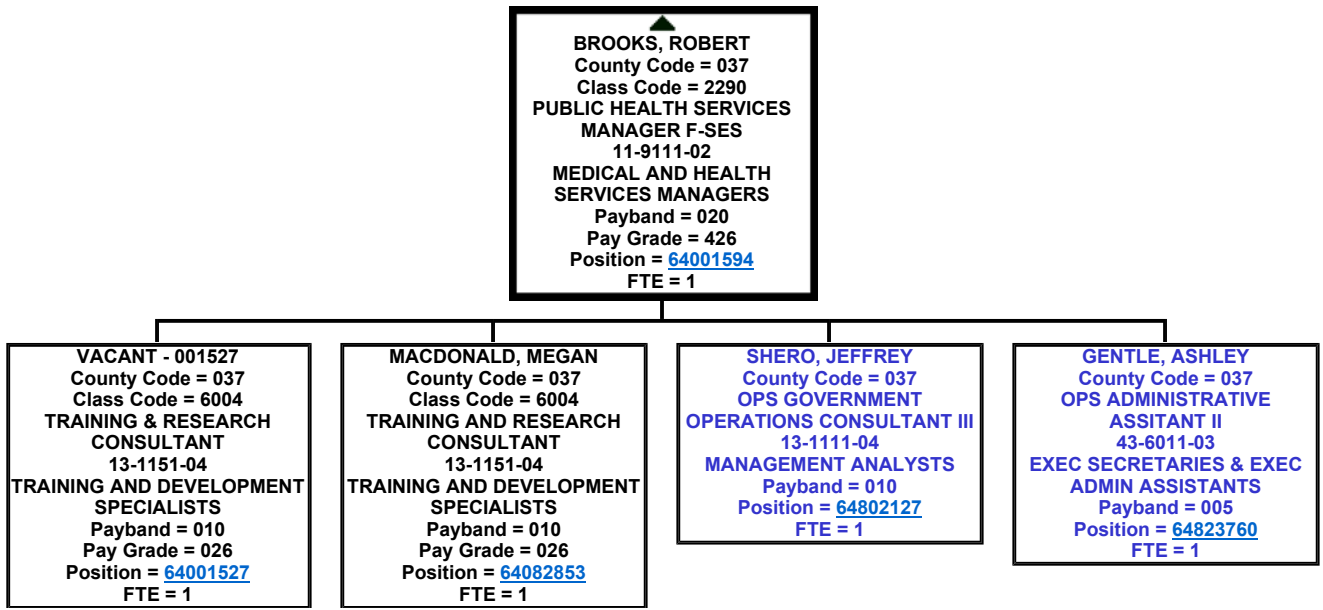 BROOKS, ROBERT
County Code = 037
Class Code = 2290
PUBLIC HEALTH SERVICES
MANAGER F-SES
11-9111-02
MEDICAL AND HEALTH
SERVICES MANAGERS
Payband = 020
Pay Grade = 426
Position = 64001594
FTE = 1
VACANT - 001527
County Code = 037
Class Code = 6004
TRAINING & RESEARCH
CONSULTANT
13-1151-04
TRAINING AND DEVELOPMENT
SPECIALISTS
Payband = 010
Pay Grade = 026
Position = 64001527
FTE = 1
MACDONALD, MEGAN
County Code = 037
Class Code = 6004
TRAINING AND RESEARCH
CONSULTANT
13-1151-04
TRAINING AND DEVELOPMENT
SPECIALISTS
Payband = 010
Pay Grade = 026
Position = 64082853
FTE = 1
SHERO, JEFFREY
County Code = 037
OPS GOVERNMENT
OPERATIONS CONSULTANT III
13-1111-04
MANAGEMENT ANALYSTS
Payband = 010
Position = 64802127
FTE = 1
GENTLE, ASHLEY
County Code = 037
OPS ADMINISTRATIVE
ASSITANT II
43-6011-03
EXEC SECRETARIES & EXEC
ADMIN ASSISTANTS
Payband = 005
Position = 64823760
FTE = 1